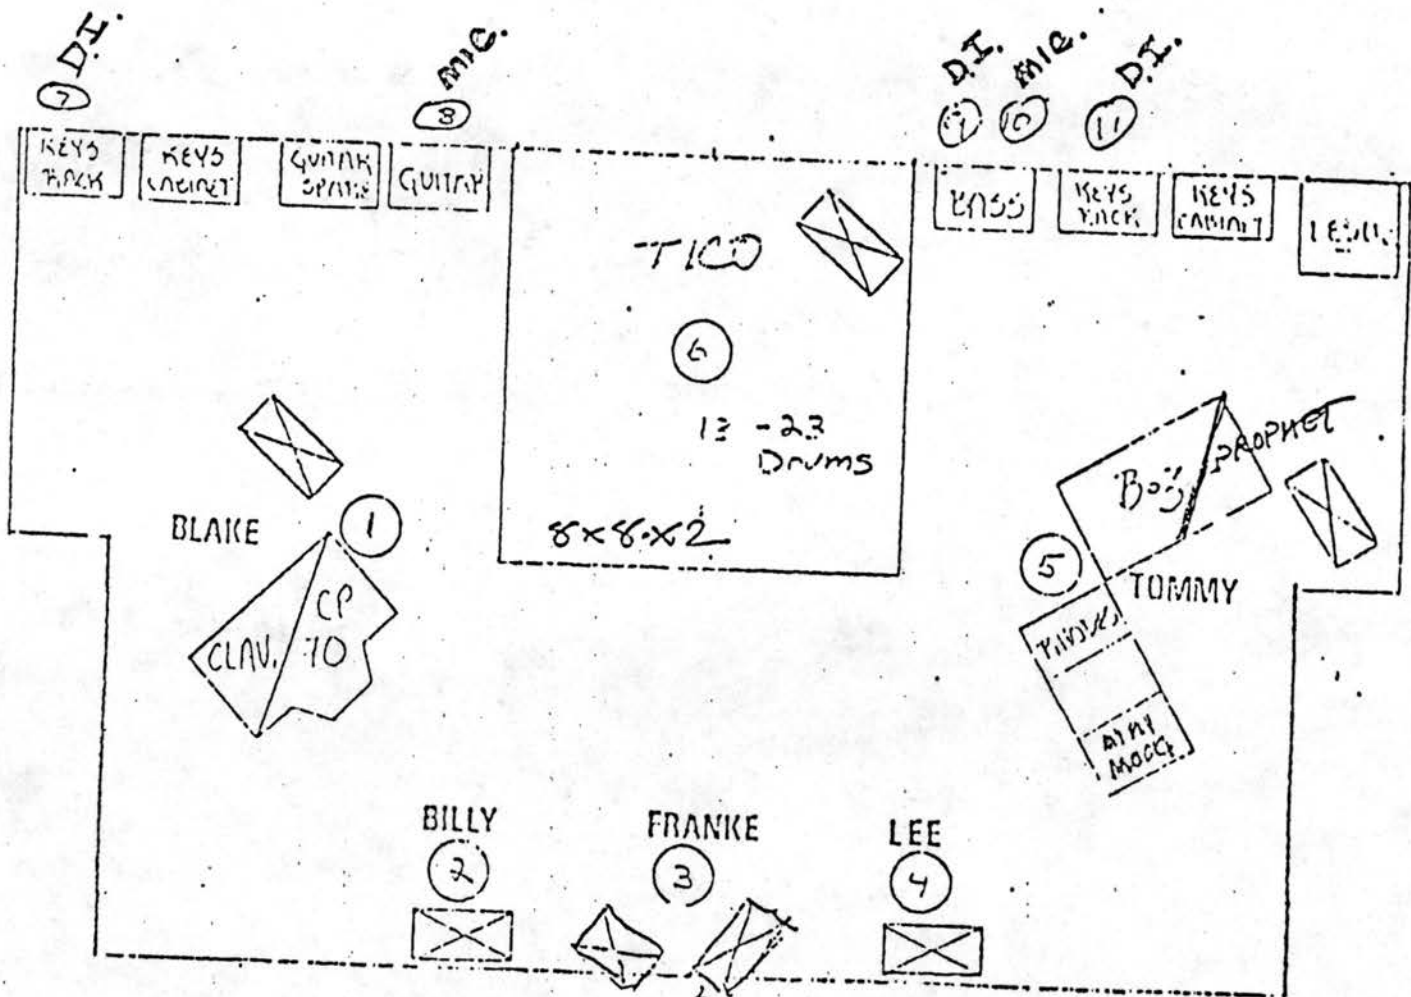 D.I.
7
MIC.
8
D.I.
9
MIC.
10
D.I.
11
KEYS
RACK
KEYS
CABINET
GUITAR
SPARE
GUITAR
BASS
KEYS
RACK
KEYS
CABINET
TICO
6
13 - 23
Drums
8x8x2
BLAKE
1
CLAV.
CP
70
PROPHET
5
TOMMY
BILLY
2
FRANKE
3
LEE
4